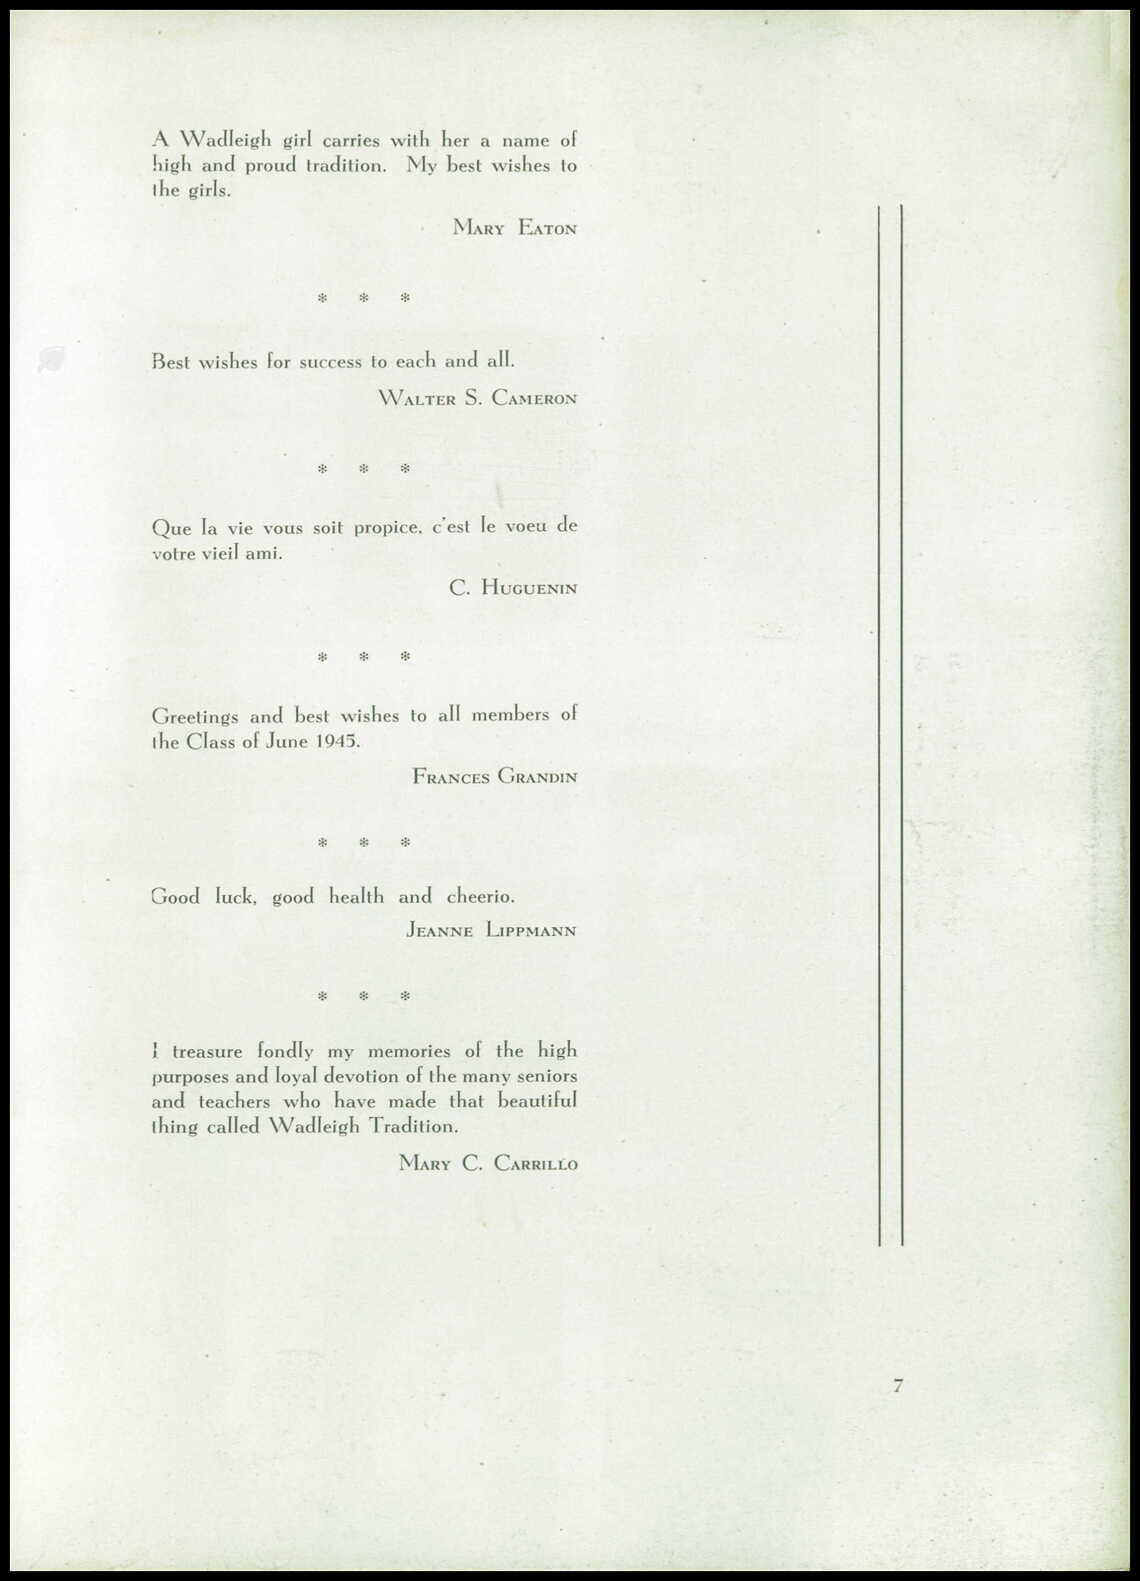 A Wadleigh girl carries with her a name of
high and proud tradition. My best wishes to
the girls.
Mary Eaton
* * *
Best wishes for success to each and all.
Walter S. Cameron
* * *
Que la vie vous soit propice, c'est le voeu de
votre vieil ami.
C. Huguenin
* * *
Greetings and best wishes to all members of
the Class of June 1945.
Frances Grandin
* * *
Good luck, good health and cheerio.
Jeanne Lippmann
* * *
I treasure fondly my memories of the high
purposes and loyal devotion of the many seniors
and teachers who have made that beautiful
thing called Wadleigh Tradition.
Mary C. Carrillo
7